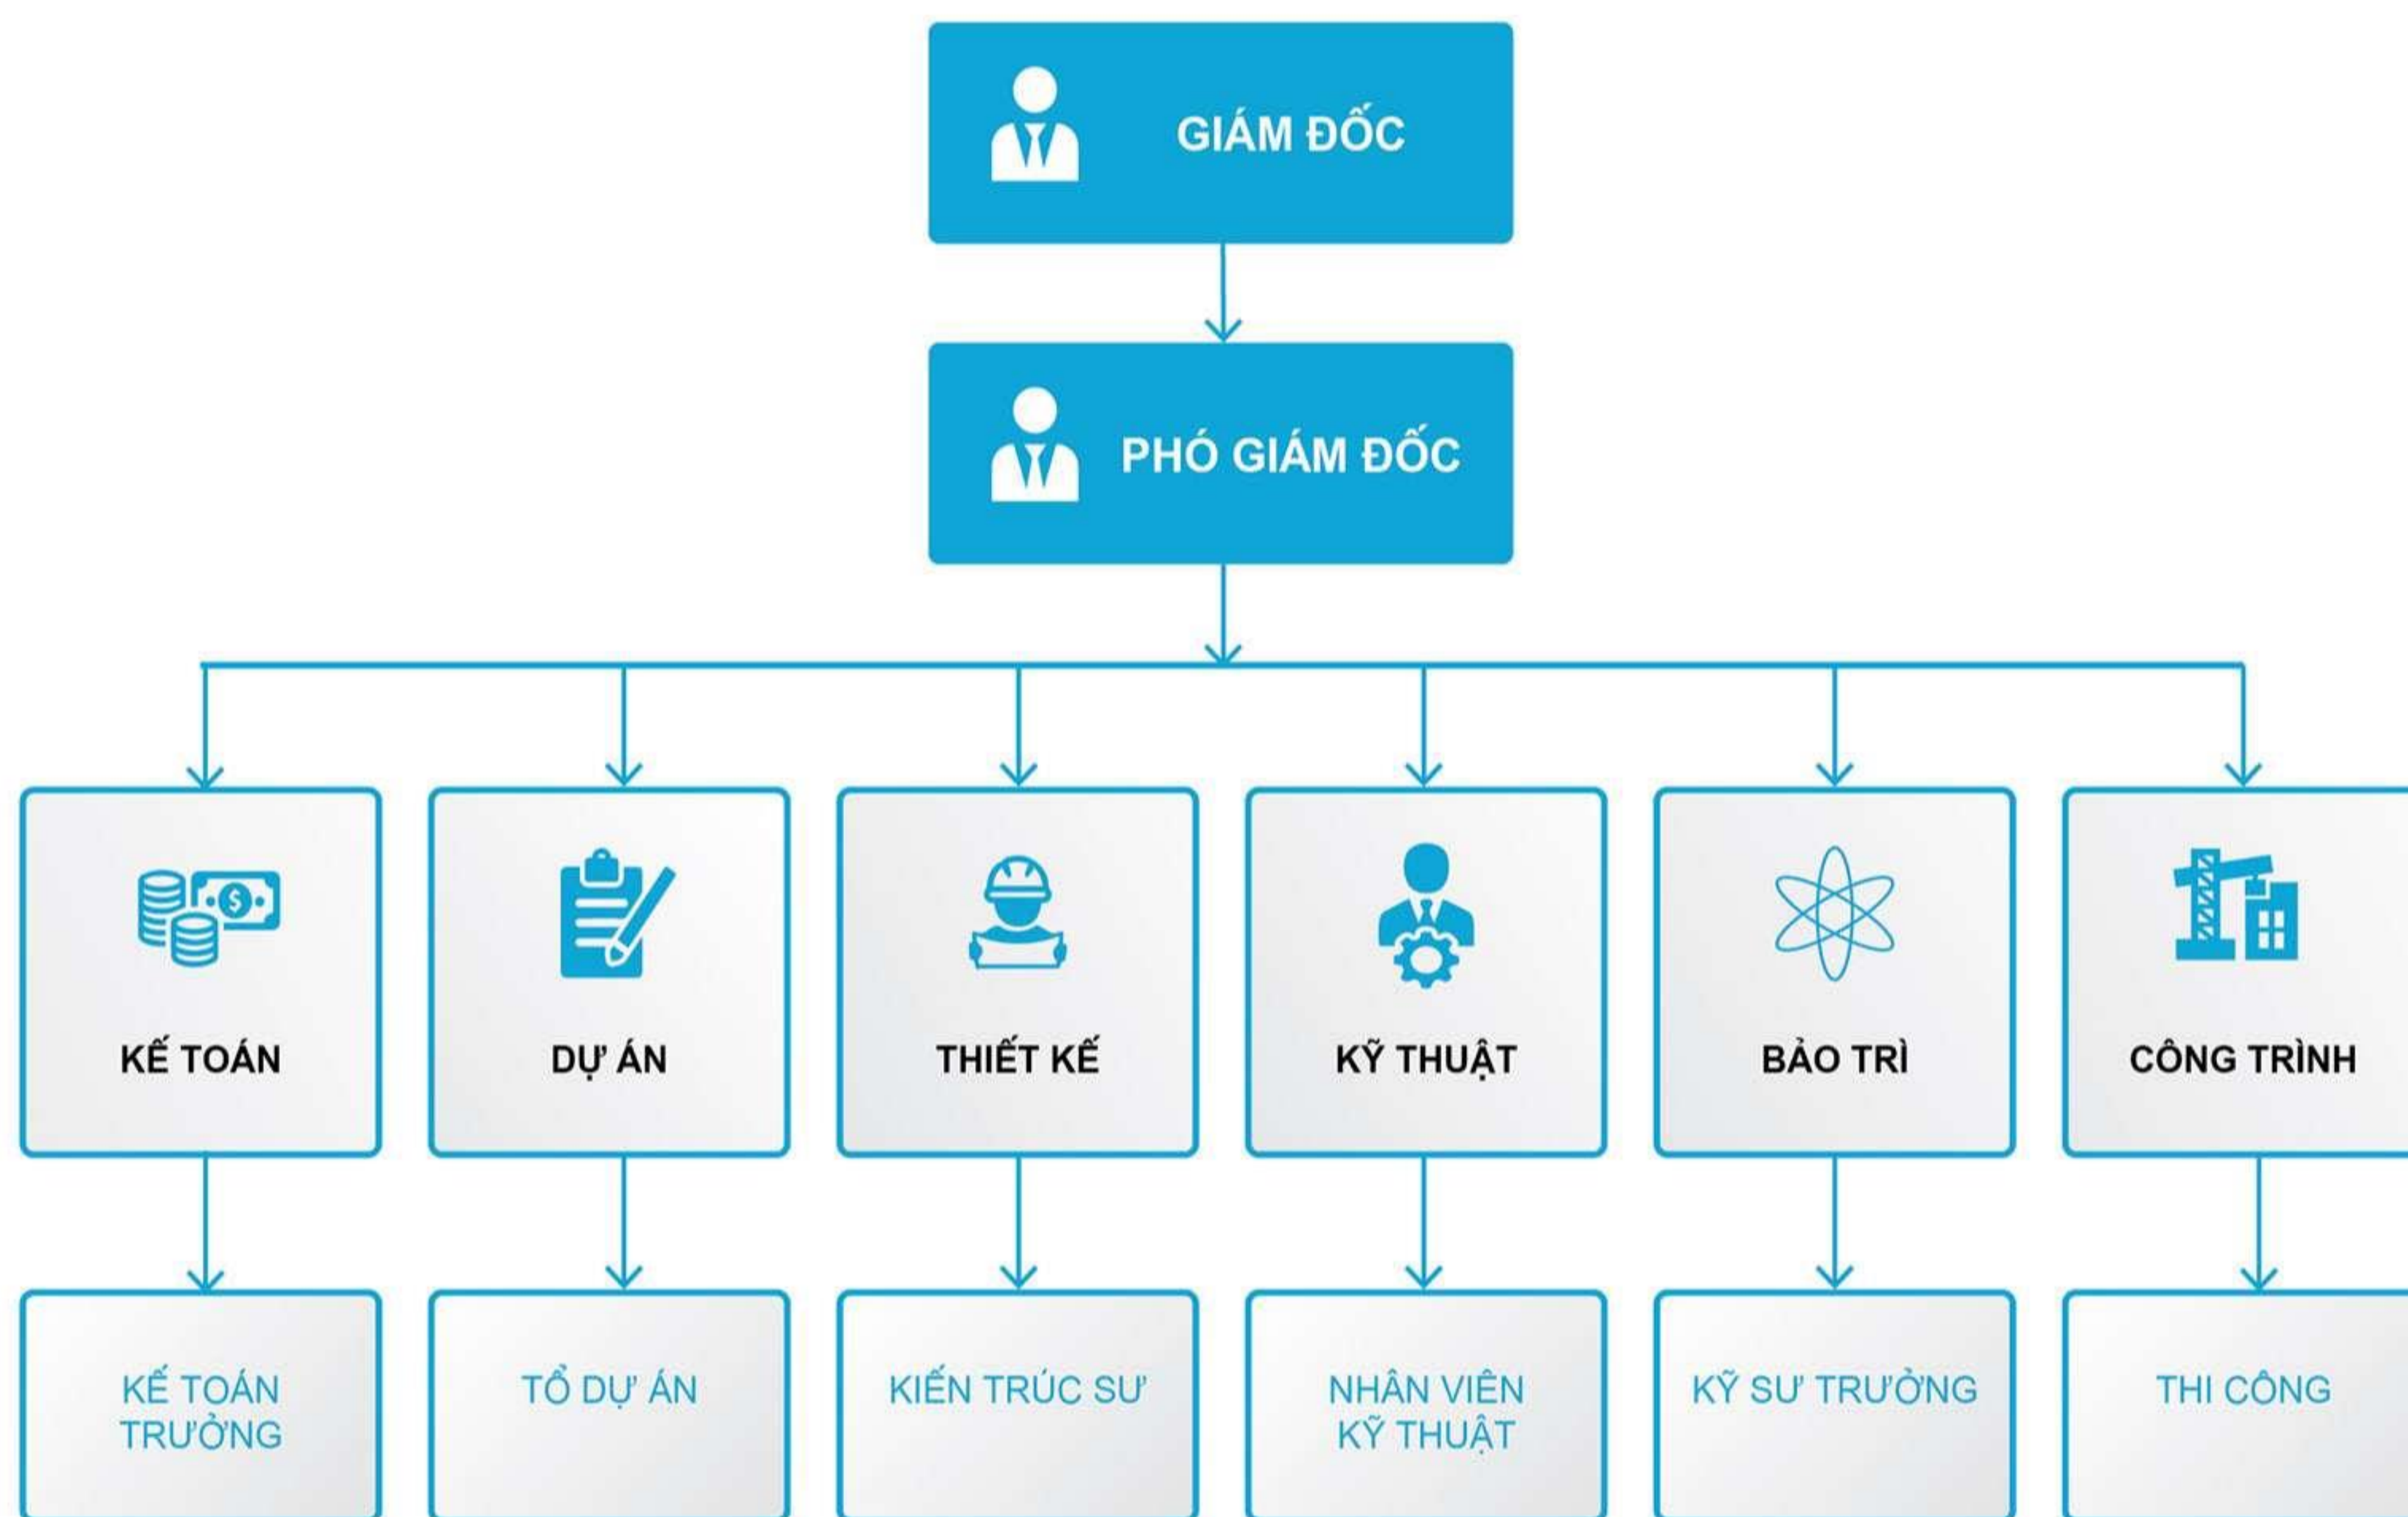 GIÁM ĐỐC
PHÓ GIÁM ĐỐC
KẾ TOÁN
DỰ ÁN
THIẾT KẾ
KỸ THUẬT
BẢO TRÌ
CÔNG TRÌNH
KẾ TOÁN
TRƯỞNG
TỔ DỰ ÁN
KIẾN TRÚC SƯ
NHÂN VIÊN
KỸ THUẬT
KỸ SƯ TRƯỞNG
THI CÔNG